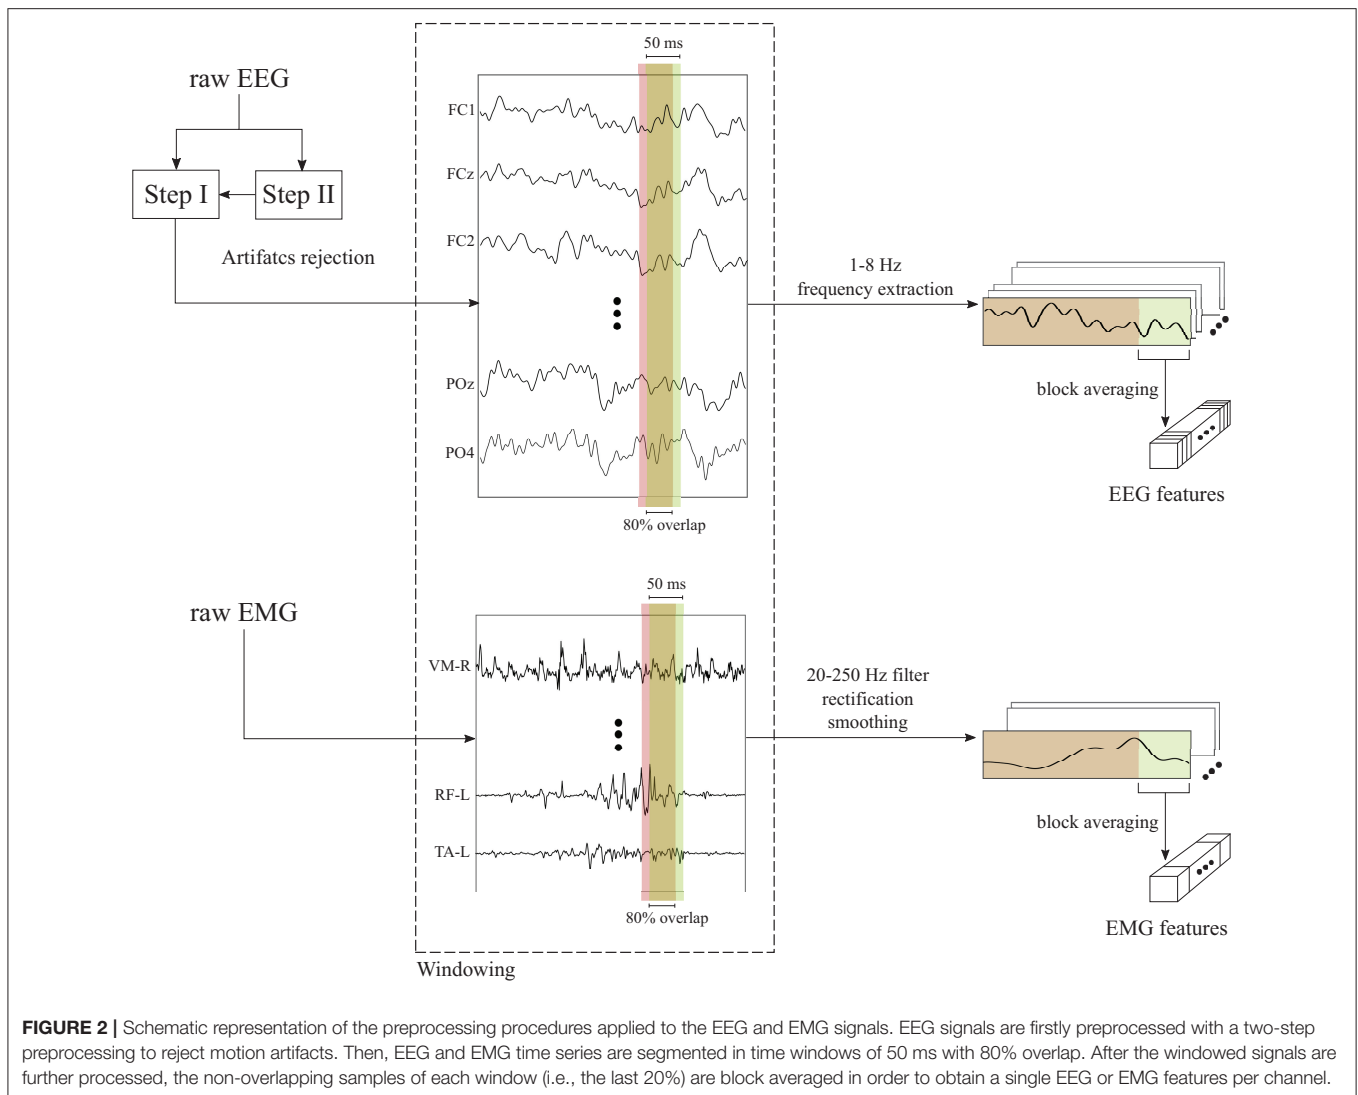 50 ms
raw EEG
FC1
FCz
Step I
Step II
FC2
Artifatcs rejection
1-8 Hz
frequency extraction
POz
block averaging
PO4
EEG features
80% overlap
50 ms
raw EMG
VM-R
20-250 Hz filter
rectification
smoothing
RF-L
block averaging
TA-L
80% overlap
EMG features
Windowing
FIGURE 2 | Schematic representation of the preprocessing procedures applied to the EEG and EMG signals. EEG signals are firstly preprocessed with a two-step
preprocessing to reject motion artifacts. Then, EEG and EMG time series are segmented in time windows of 50 ms with 80% overlap. After the windowed signals are
further processed, the non-overlapping samples of each window (i.e., the last 20%) are block averaged in order to obtain a single EEG or EMG features per channel.